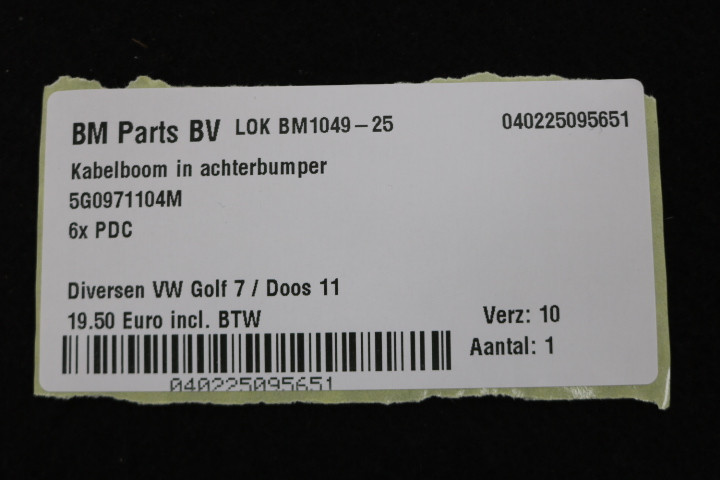 BM Parts BV LOK BM1049-25 040225095651
Kabelboom in achterbumper
5G0971104M
6x PDC
Diversen VW Golf 7 / Doos 11
19.50 Euro incl. BTW Verz: 10
Aantal: 1
040225095651